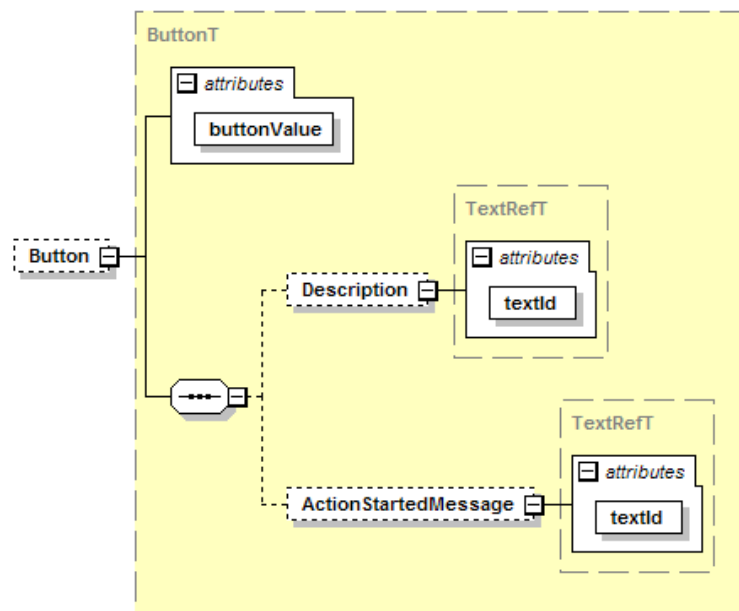 ButtonT
attributes
buttonValue
Button
TextRefT
attributes
Description
textId
TextRefT
attributes
ActionStartedMessage
textId